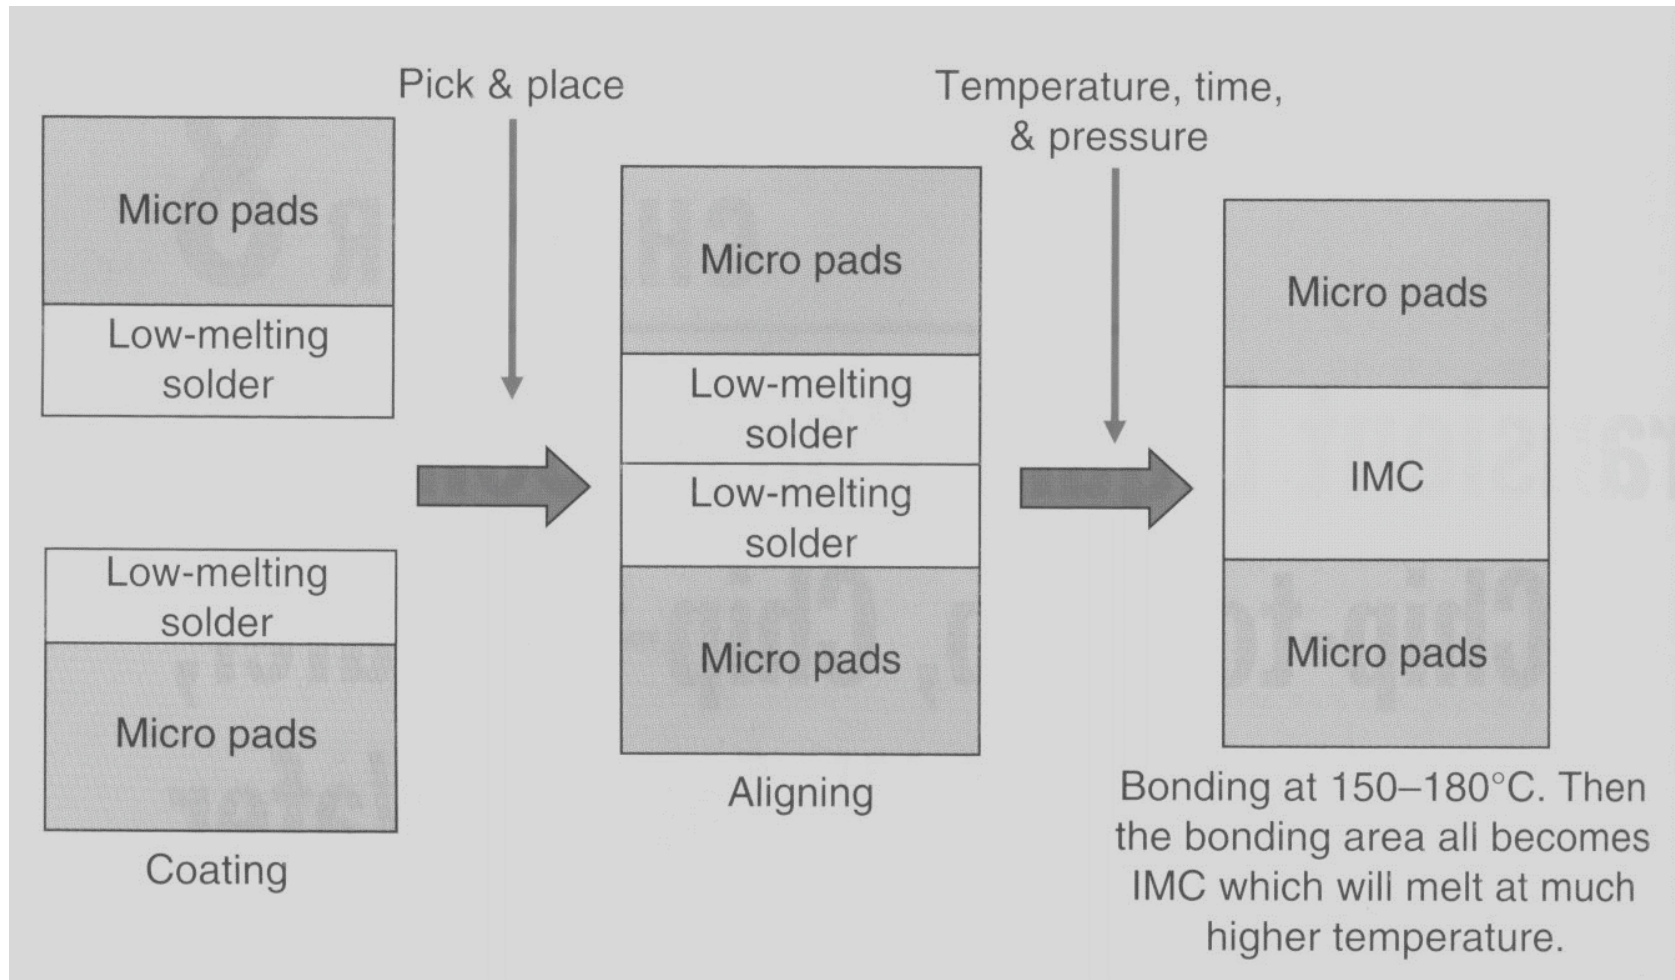 Pick & place
Temperature, time,
& pressure
Micro pads
Low-melting
solder
Low-melting
solder
Micro pads
Coating
Micro pads
Low-melting
solder
Low-melting
solder
Micro pads
Aligning
Micro pads
IMC
Micro pads
Bonding at 150–180°C. Then
the bonding area all becomes
IMC which will melt at much
higher temperature.